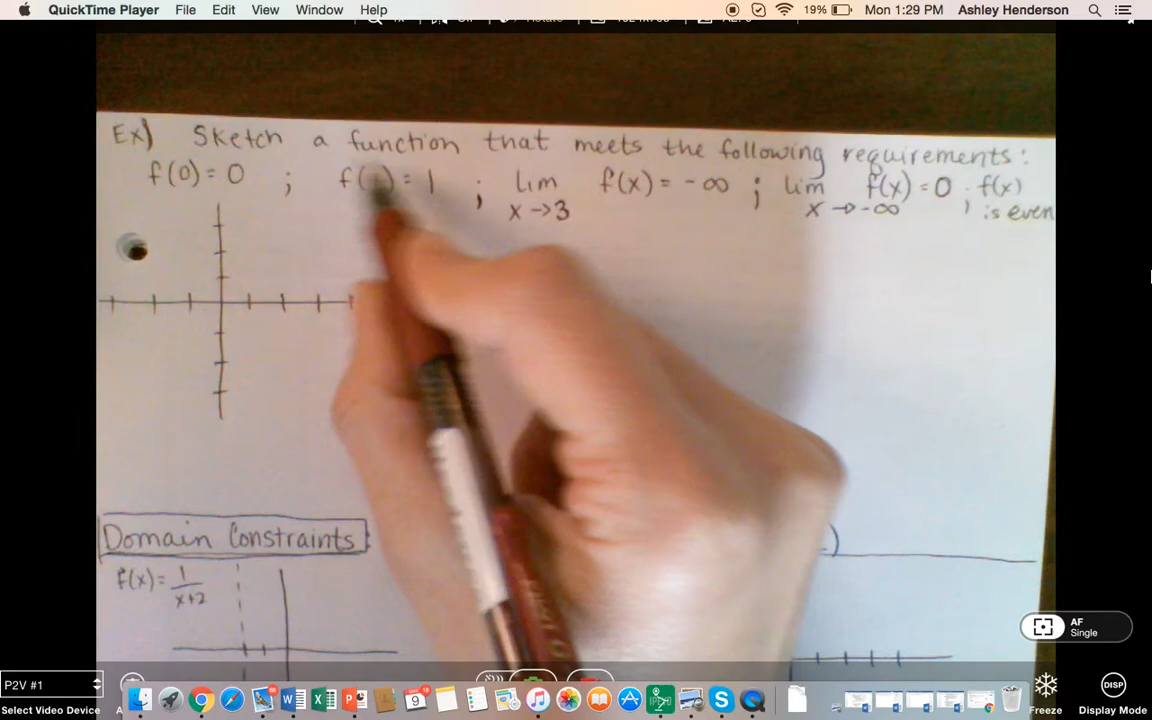 QuickTime Player File Edit View Window Help 19% Mon 1:29 PM Ashley Henderson
Ex) Sketch a function that meets the following requirements:
f(0) = 0 ; f( ) = 1 ; lim x→3 f(x) = -∞ ; lim x→-∞ f(x) = 0 ; f(x) is even
Domain Constraints
f(x) = 1/x+2
AF
Single
P2V #1
Select Video Device
Freeze
DISP
Display Mode